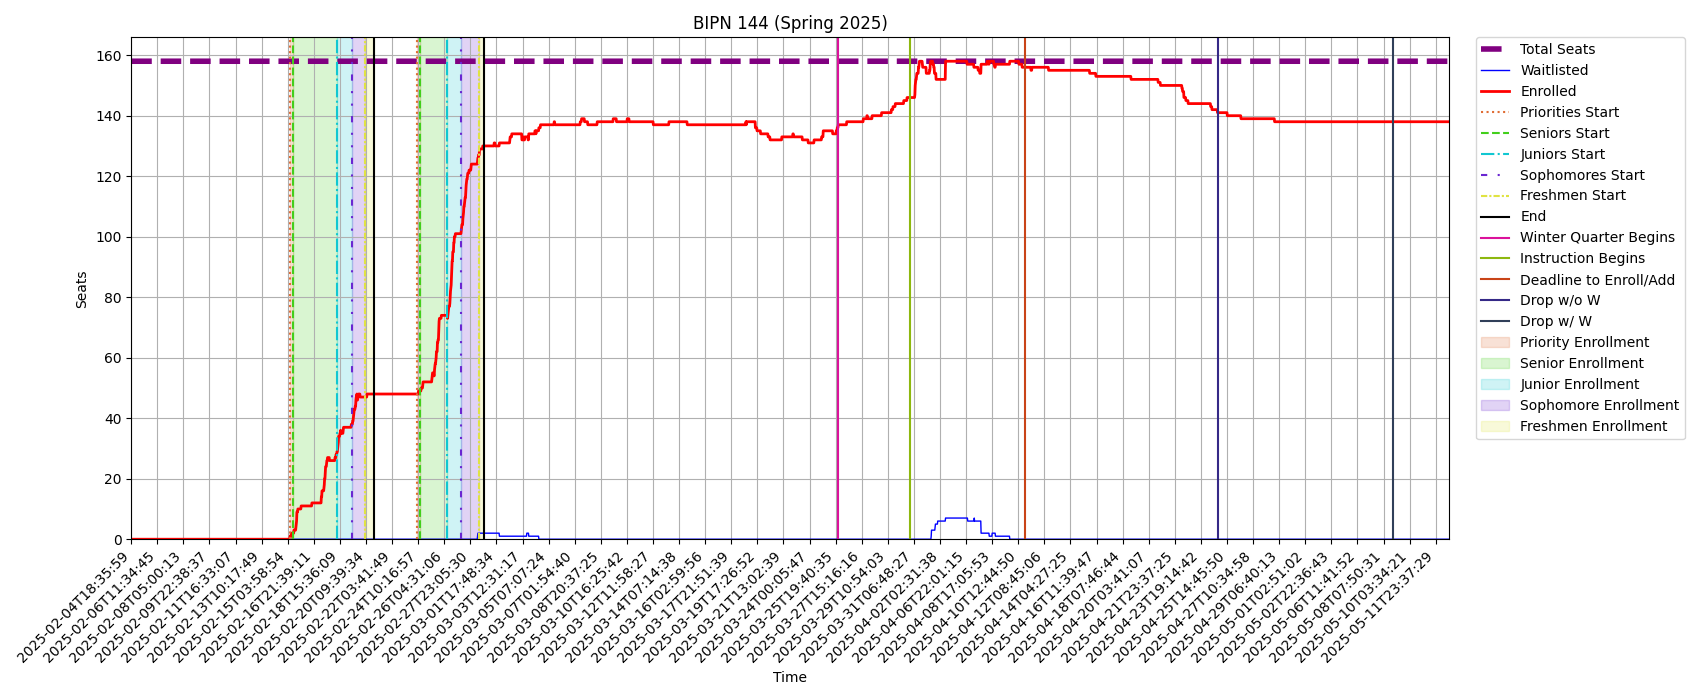 BIPN 144 (Spring 2025)
Seats
160
140
120
100
80
60
40
20
0
2025-02-04T18:35:59
2025-02-06T11:34:45
2025-02-08T05:00:13
2025-02-09T22:38:37
2025-02-11T16:33:07
2025-02-13T10:17:49
2025-02-15T03:58:54
2025-02-16T21:39:11
2025-02-18T15:36:09
2025-02-20T09:39:34
2025-02-22T03:41:49
2025-02-24T10:16:57
2025-02-26T04:31:06
2025-02-27T23:05:30
2025-03-01T17:48:34
2025-03-03T12:31:17
2025-03-05T07:07:24
2025-03-07T01:54:40
2025-03-08T20:37:25
2025-03-10T16:25:42
2025-03-12T11:58:27
2025-03-14T07:14:38
2025-03-16T02:59:56
2025-03-17T21:51:39
2025-03-19T17:26:52
2025-03-21T13:02:39
2025-03-24T00:05:47
2025-03-25T19:40:35
2025-03-27T15:16:16
2025-03-29T10:54:03
2025-03-31T06:48:27
2025-04-02T02:31:38
2025-04-06T22:01:15
2025-04-08T17:05:53
2025-04-10T12:44:50
2025-04-12T08:45:06
2025-04-14T04:27:25
2025-04-16T11:39:47
2025-04-18T07:46:44
2025-04-20T03:41:07
2025-04-21T23:37:25
2025-04-23T19:14:42
2025-04-25T14:45:50
2025-04-27T10:34:58
2025-04-29T06:40:13
2025-05-01T02:51:02
2025-05-02T22:36:43
2025-05-06T11:41:52
2025-05-08T07:50:31
2025-05-10T03:34:21
2025-05-11T23:37:29
Time
Total Seats
Waitlisted
Enrolled
Priorities Start
Seniors Start
Juniors Start
Sophomores Start
Freshmen Start
End
Winter Quarter Begins
Instruction Begins
Deadline to Enroll/Add
Drop w/o W
Drop w/ W
Priority Enrollment
Senior Enrollment
Junior Enrollment
Sophomore Enrollment
Freshmen Enrollment